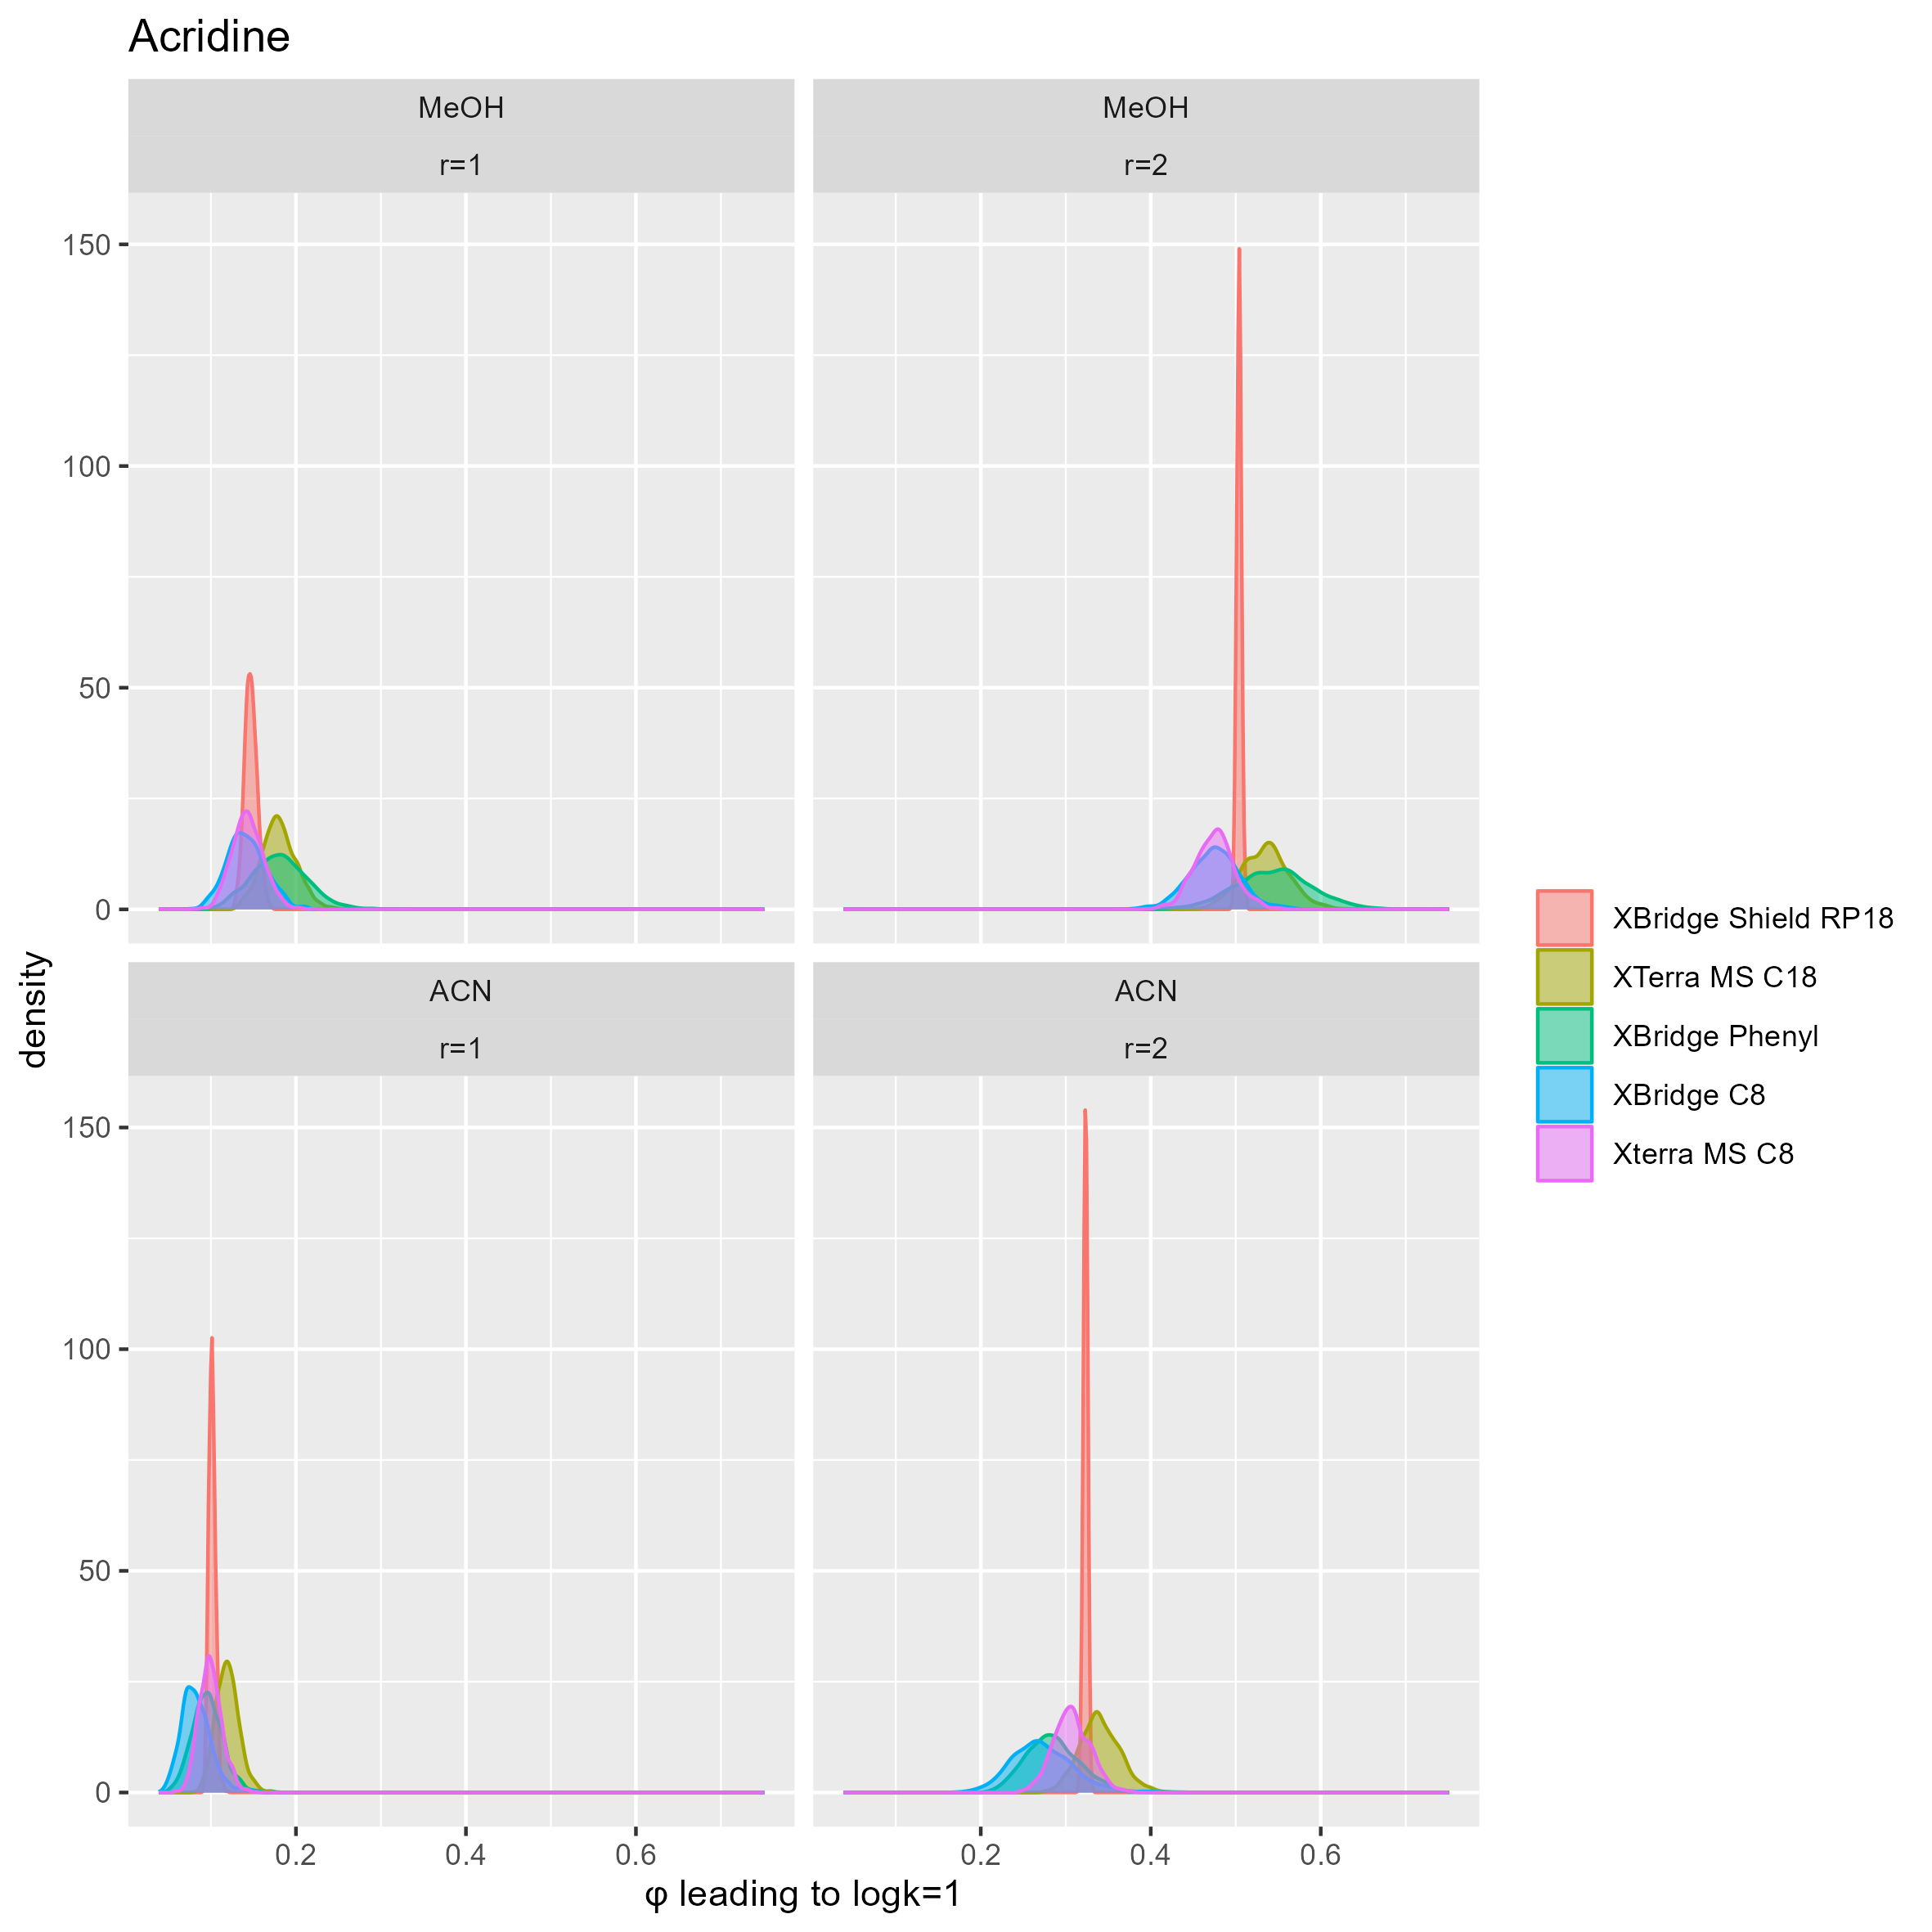 Acridine
MeOH
r=1
MeOH
r=2
150
100
50
0
ACN
r=1
ACN
r=2
150
100
50
0
0.2
0.4
0.6
0.2
0.4
0.6
φ leading to logk=1
density
XBridge Shield RP18
XTerra MS C18
XBridge Phenyl
XBridge C8
Xterra MS C8